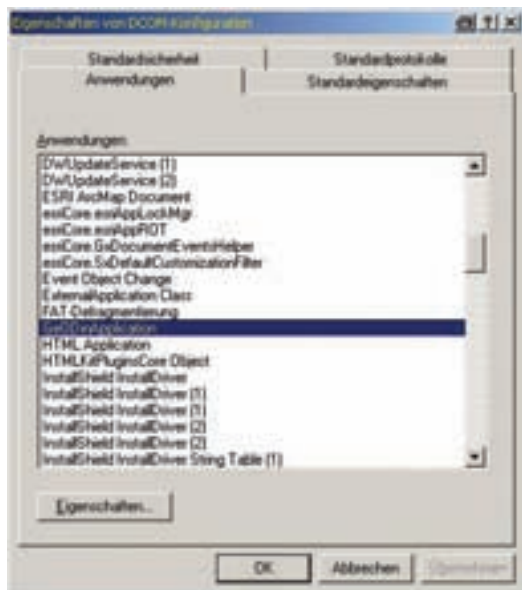 Eigenschaften von DCOM-Konfiguration
Standardsicherheit
Standardprotokolle
Anwendungen
Standardeigenschaften
Anwendungen:
DWUpdateService (1)
DWUpdateService (2)
ESRI ArcMap Document
esriCore.esriAppLockMgr
esriCore.esriAppROT
esriCore.GxDocumentEventsHelper
esriCore.SxDefaultCustomizationFilter
Event Object Change
ExternalApplication Class
FAT-Defragmentierung
GeODinApplication
HTML Application
HTMLKitPluginsCore Object
InstallShield InstallDriver
InstallShield InstallDriver (1)
InstallShield InstallDriver (1)
InstallShield InstallDriver (2)
InstallShield InstallDriver (2)
InstallShield InstallDriver String Table (1)
Eigenschaften...
OK
Abbrechen
Übernehmen